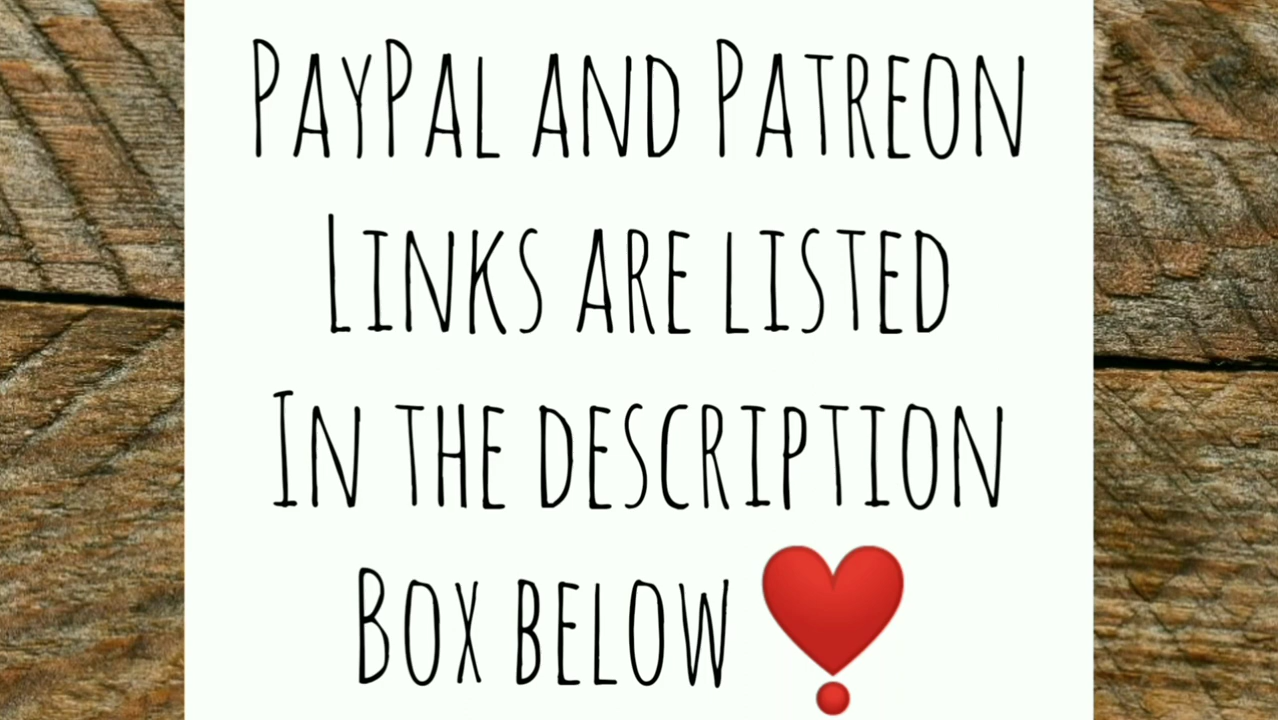 PayPal and Patreon
Links are listed
In the description
Box below ❣